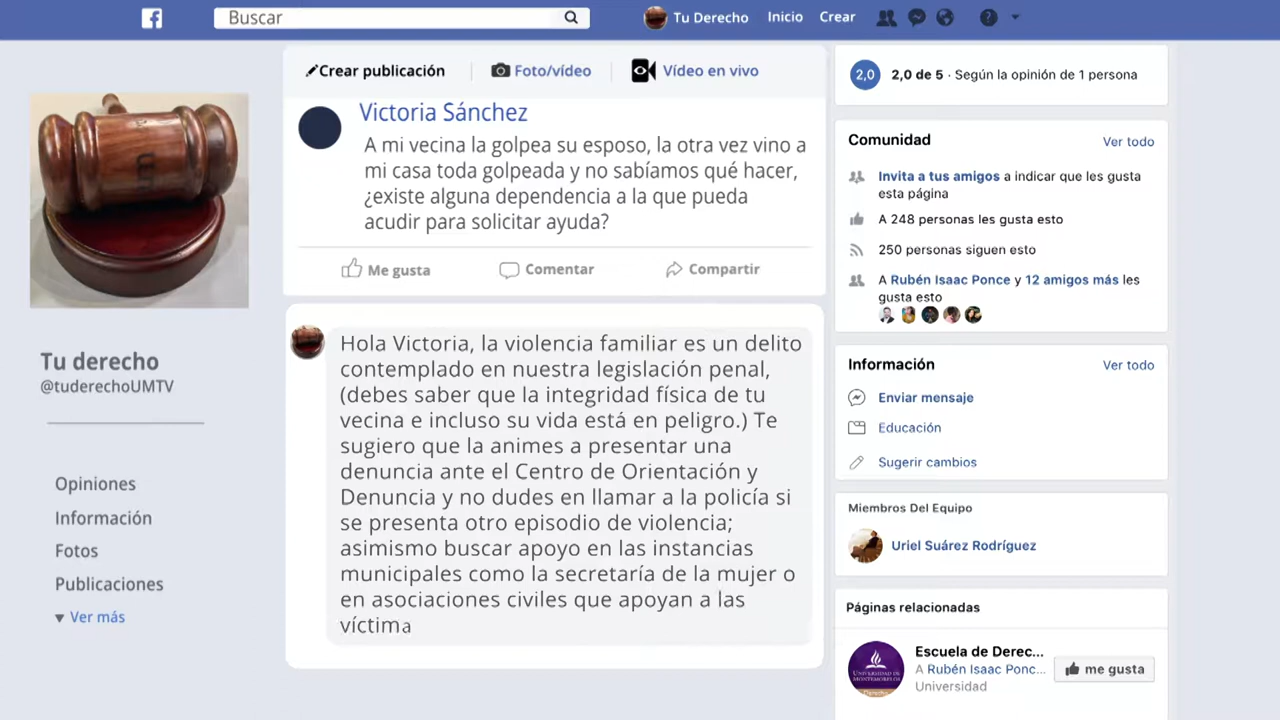 Buscar
Tu Derecho
Inicio
Crear
Crear publicación
Foto/vídeo
Vídeo en vivo
Victoria Sánchez
A mi vecina la golpea su esposo, la otra vez vino a
mi casa toda golpeada y no sabíamos qué hacer,
¿existe alguna dependencia a la que pueda
acudir para solicitar ayuda?
Me gusta
Comentar
Compartir
Hola Victoria, la violencia familiar es un delito
contemplado en nuestra legislación penal,
(debes saber que la integridad física de tu
vecina e incluso su vida está en peligro.) Te
sugiero que la animes a presentar una
denuncia ante el Centro de Orientación y
Denuncia y no dudes en llamar a la policía si
se presenta otro episodio de violencia;
asimismo buscar apoyo en las instancias
municipales como la secretaría de la mujer o
en asociaciones civiles que apoyan a las
víctima
Tu derecho
@tuderechoUMTV
Opiniones
Información
Fotos
Publicaciones
Ver más
2,0
2,0 de 5 · Según la opinión de 1 persona
Comunidad
Ver todo
Invita a tus amigos a indicar que les gusta
esta página
A 248 personas les gusta esto
250 personas siguen esto
A Rubén Isaac Ponce y 12 amigos más les
gusta esto
Información
Ver todo
Enviar mensaje
Educación
Sugerir cambios
Miembros Del Equipo
Uriel Suárez Rodríguez
Páginas relacionadas
Escuela de Derec...
A Rubén Isaac Ponc...
Universidad
me gusta
UNIVERSIDAD DE
MONTEMORELOS